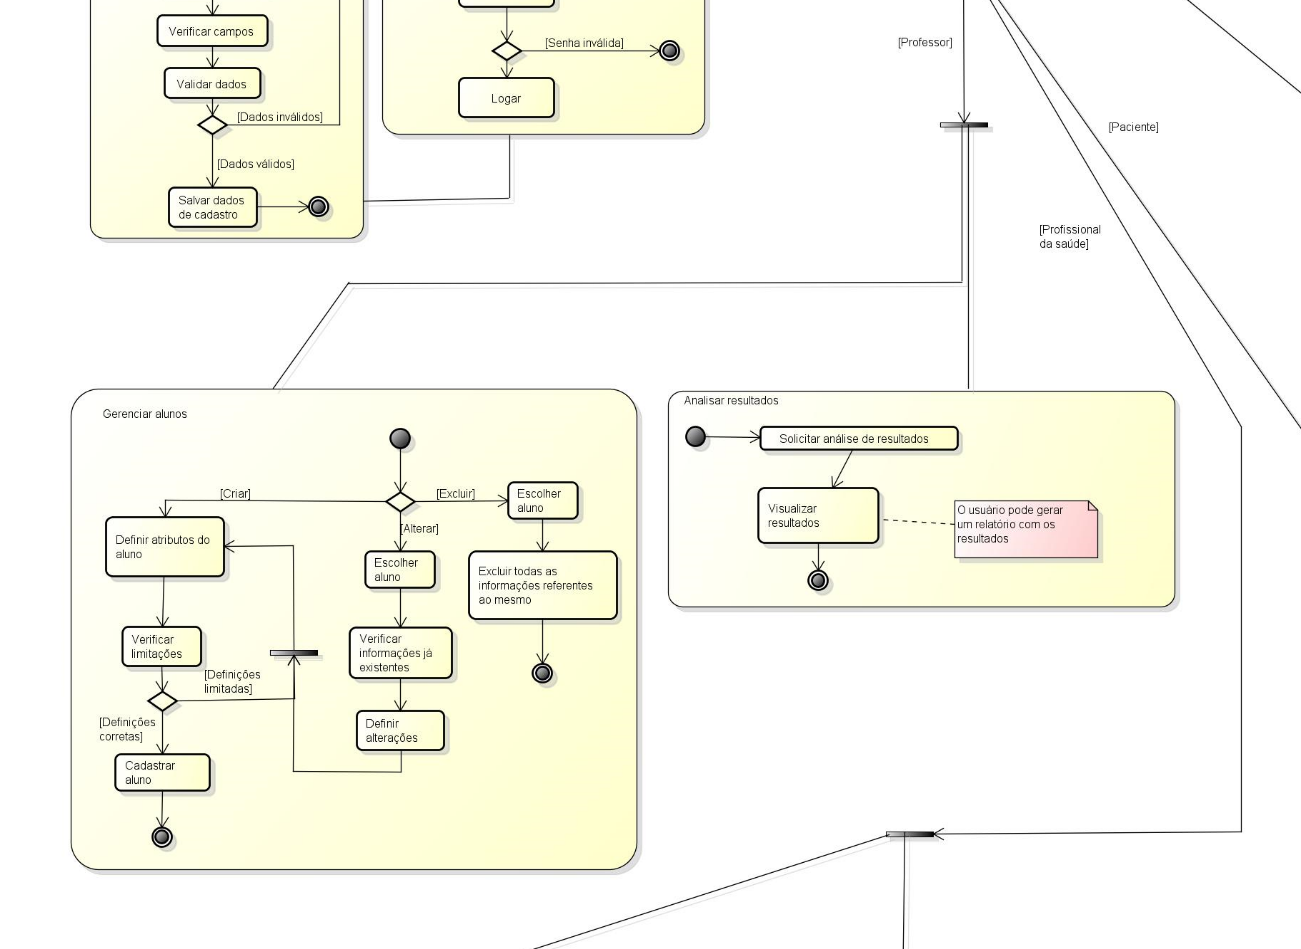 Verificar campos
Validar dados
[Dados inválidos]
[Dados válidos]
Salvar dados
de cadastro
[Senha inválida]
Logar
[Professor]
[Paciente]
[Profissional
da saúde]
Gerenciar alunos
[Criar]
[Excluir]
[Alterar]
Escolher
aluno
Definir atributos do
aluno
Escolher
aluno
Excluir todas as
informações referentes
ao mesmo
Verificar
limitações
Verificar
informações já
existentes
[Definições
limitadas]
[Definições
corretas]
Definir
alterações
Cadastrar
aluno
Analisar resultados
Solicitar análise de resultados
Visualizar
resultados
O usuário pode gerar
um relatório com os
resultados